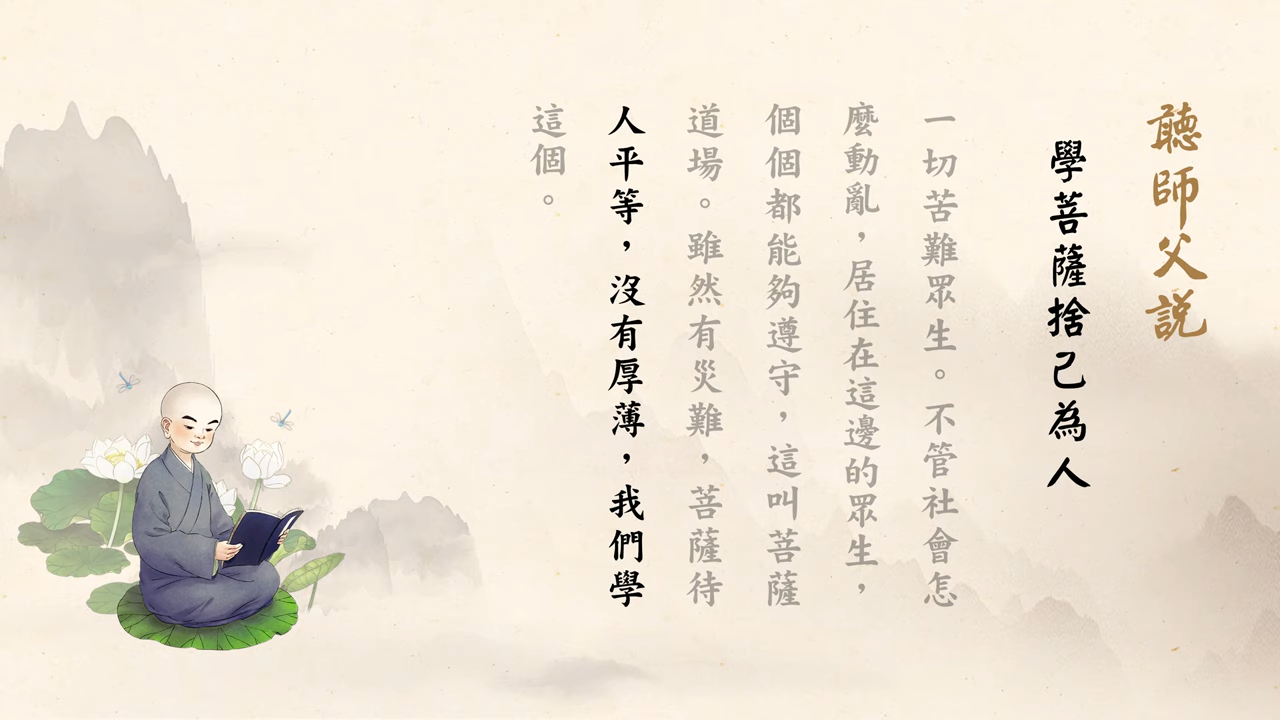 聽師父説
學菩薩捨己為人
一切苦難眾生。不管社會怎
麼動亂，居住在這邊的眾生，
個個都能夠遵守，這叫菩薩
道場。雖然有災難，菩薩待
人平等，沒有厚薄，我們學
這個。